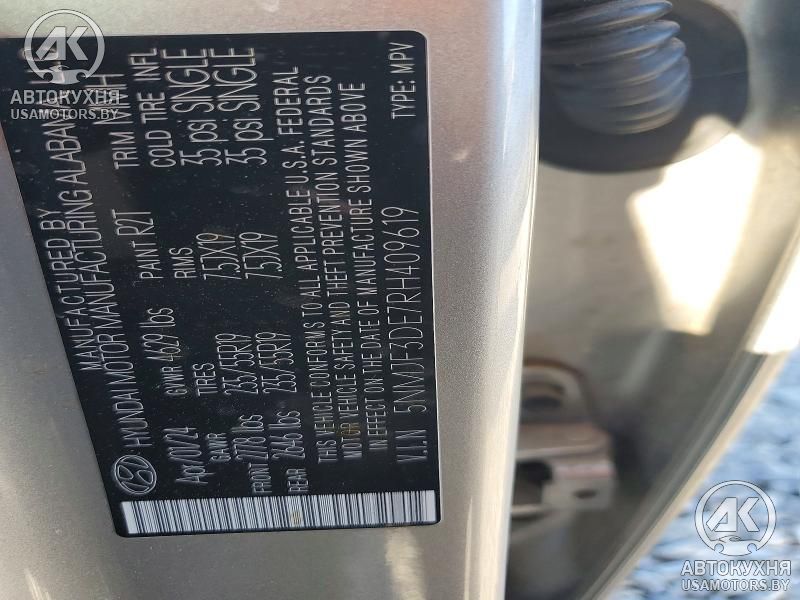 MANUFACTURED BY
HYUNDAI MOTOR MANUFACTURING ALABAMA
Apr/01/24 GVWR 4629 lbs PAINT R2T TRIM
GAWR TIRES RIMS COLD TIRE INFL
FRONT 2778 lbs 235/55R19 7.5JX19 35 psi SINGLE
REAR 2646 lbs 235/55R19 7.5JX19 35 psi SINGLE
THIS VEHICLE CONFORMS TO ALL APPLICABLE U.S.A. FEDERAL
MOTOR VEHICLE SAFETY AND THEFT PREVENTION STANDARDS
IN EFFECT ON THE DATE OF MANUFACTURE SHOWN ABOVE
V.I.N 5NMJF3DE7RH409619 TYPE: MPV
АК
АВТОКУХНЯ
USAMOTORS.BY
АК
АВТОКУХНЯ
USAMOTORS.BY